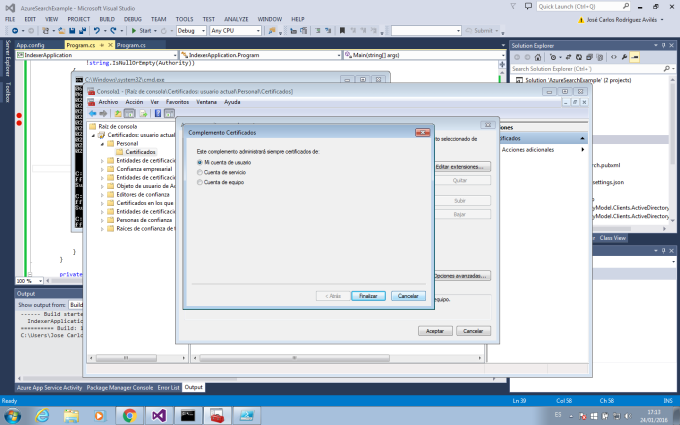 AzureSearchExample - Microsoft Visual Studio
Quick Launch (Ctrl+Q)
FILE EDIT VIEW PROJECT BUILD DEBUG TEAM TOOLS TEST ANALYZE WINDOW HELP
José Carlos Rodríguez Avilés
Start Debug Any CPU
Submit
Server Explorer
Toolbox
App.config Program.cs Program.cs
IndexerApplication
IndexerApplication.Program
Main(string[] args)
!string.IsNullOrEmpty(Authority))
C:\Windows\system32\cmd.exe
Solution Explorer
Search Solution Explorer (Ctrl+')
Solution 'AzureSearchExample' (2 projects)
Consola1 - [Raíz de consola\Certificados: usuario actual\Personal\Certificados]
Archivo Acción Ver Favoritos Ventana Ayuda
Raíz de consola
Certificados: usuario actual
Personal
Certificados
Entidades de certificació
Confianza empresarial
Entidades de certificació
Objeto de usuario de A
Editores de confianza
Certificados en los que
Entidades de certificació
Personas de confianza
Raíces de confianza de
Complemento Certificados
Este complemento administrará siempre certificados de:
Mi cuenta de usuario
Cuenta de servicio
Cuenta de equipo
< Atrás
Finalizar
Cancelar
to seleccionado de
Editar extensiones...
Quitar
Subir
Bajar
Opciones avanzadas...
equipo.
Aceptar
Cancelar
ones
tificados
Acciones adicionales
rch.pubxml
settings.json
yModel.Clients.ActiveDirectory
yModel.Clients.ActiveDirectory
Class View
private
100 %
Output
Show output from: Build
------ Build starte
IndexerApplicatio
========== Build: 1
C:\Users\Jose Carlo
Azure App Service Activity Package Manager Console Error List Output
Ready
Ln 39 Col 58 Ch 58 INS
ES
17:13
24/01/2016